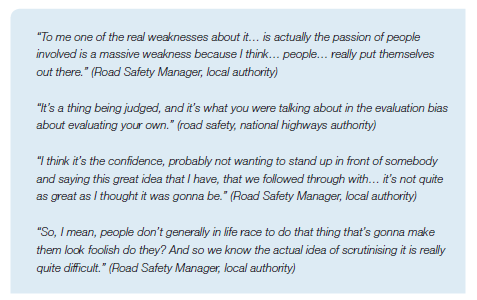 “To me one of the real weaknesses about it… is actually the passion of people
involved is a massive weakness because I think… people… really put themselves
out there.” (Road Safety Manager, local authority)
“It’s a thing being judged, and it’s what you were talking about in the evaluation bias
about evaluating your own.” (road safety, national highways authority)
“I think it’s the confidence, probably not wanting to stand up in front of somebody
and saying this great idea that I have, that we followed through with… it’s not quite
as great as I thought it was gonna be.” (Road Safety Manager, local authority)
“So, I mean, people don’t generally in life race to do that thing that’s gonna make
them look foolish do they? And so we know the actual idea of scrutinising it is really
quite difficult.” (Road Safety Manager, local authority)